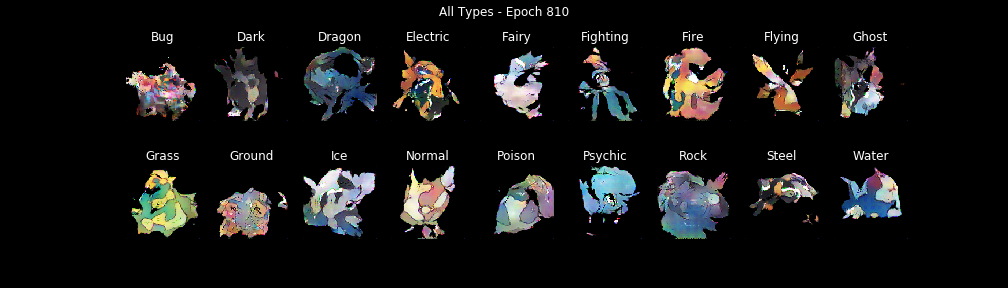 All Types - Epoch 810
Bug Dark Dragon Electric Fairy Fighting Fire Flying Ghost
Grass Ground Ice Normal Poison Psychic Rock Steel Water